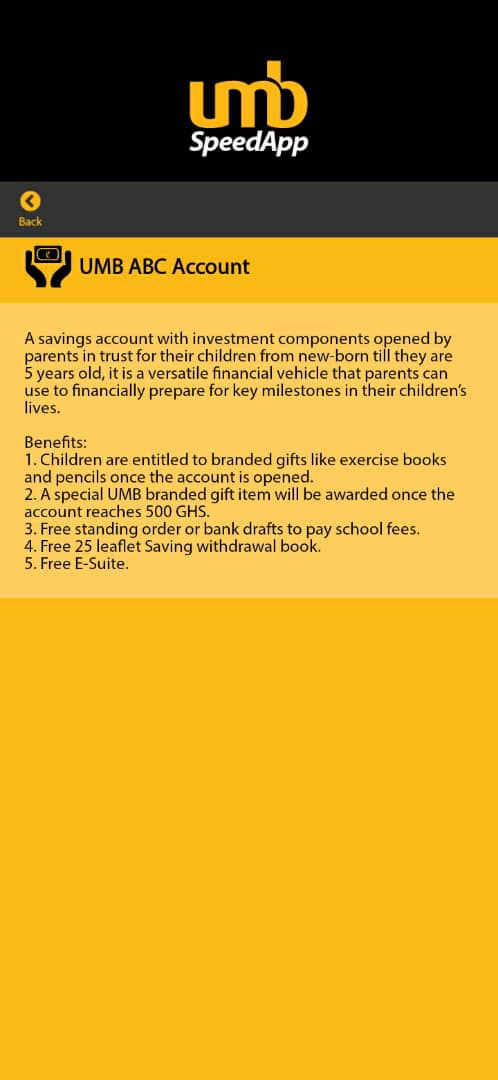 umb
SpeedApp
Back
UMB ABC Account
A savings account with investment components opened by
parents in trust for their children from new-born till they are
5 years old, it is a versatile financial vehicle that parents can
use to financially prepare for key milestones in their children's
lives.
Benefits:
1. Children are entitled to branded gifts like exercise books
and pencils once the account is opened.
2. A special UMB branded gift item will be awarded once the
account reaches 500 GHS.
3. Free standing order or bank drafts to pay school fees.
4. Free 25 leaflet Saving withdrawal book.
5. Free E-Suite.